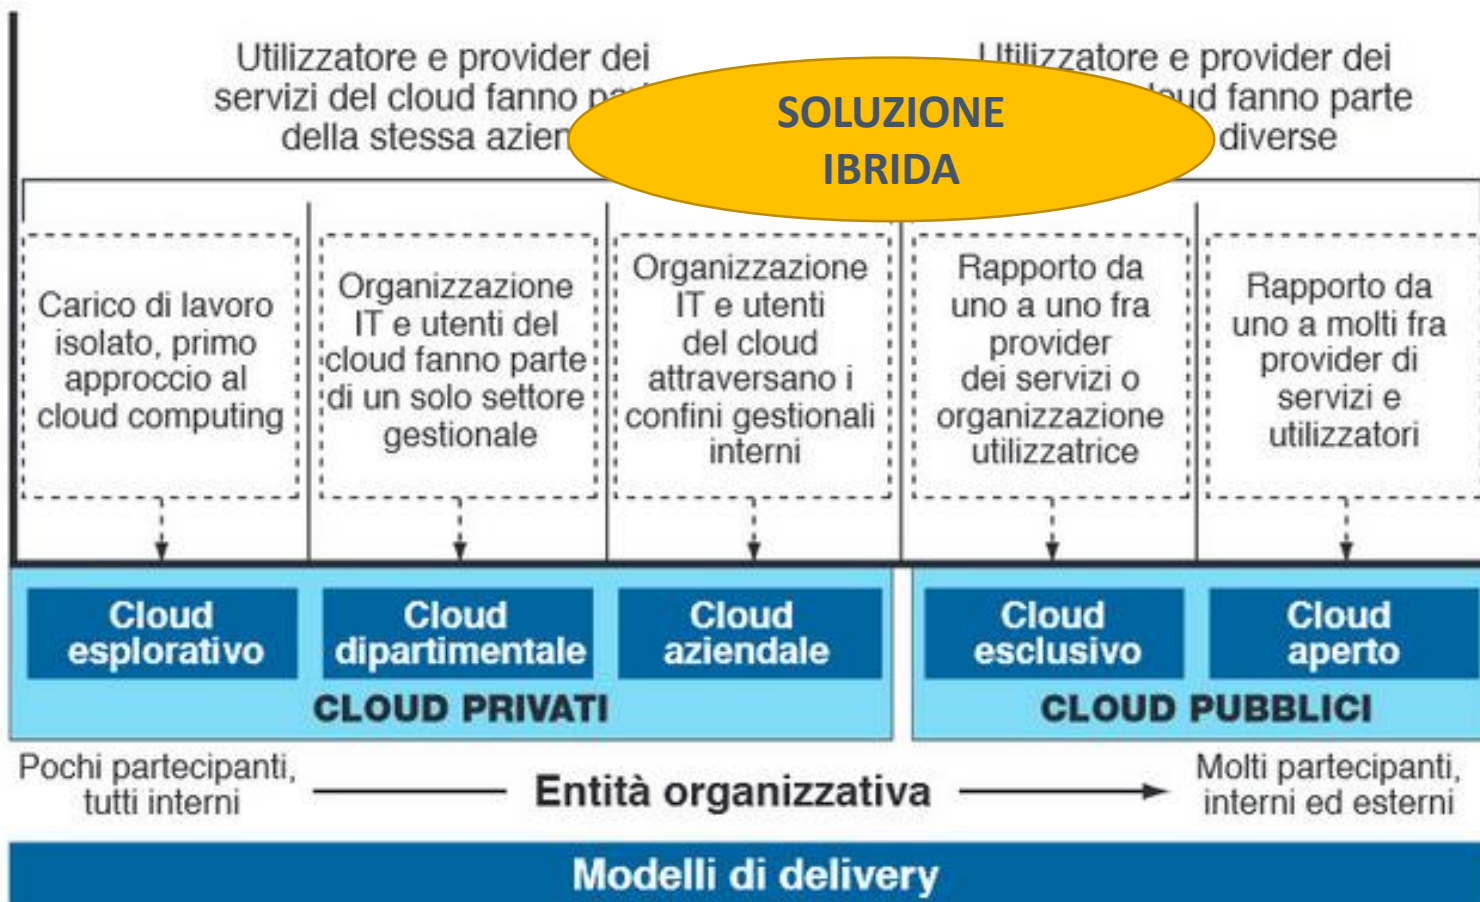 Utilizzatore e provider dei
servizi del cloud fanno
della stessa
Utilizzatore e provider dei
fanno parte
diverse
SOLUZIONE
IBRIDA
Carico di lavoro
isolato, primo
approccio al
cloud computing
Organizzazione
IT e utenti del
cloud fanno parte
di un solo settore
gestionale
Organizzazione
IT e utenti
del cloud
attraversano i
confini gestionali
interni
Rapporto da
uno a uno fra
provider
dei servizi o
organizzazione
utilizzatrice
Rapporto da
uno a molti fra
provider di
servizi e
utilizzatori
Cloud
esplorativo
Cloud
dipartimentale
Cloud
aziendale
Cloud
esclusivo
Cloud
aperto
CLOUD PRIVATI
CLOUD PUBBLICI
Pochi partecipanti,
tutti interni
Entità organizzativa
Molti partecipanti,
interni ed esterni
Modelli di delivery